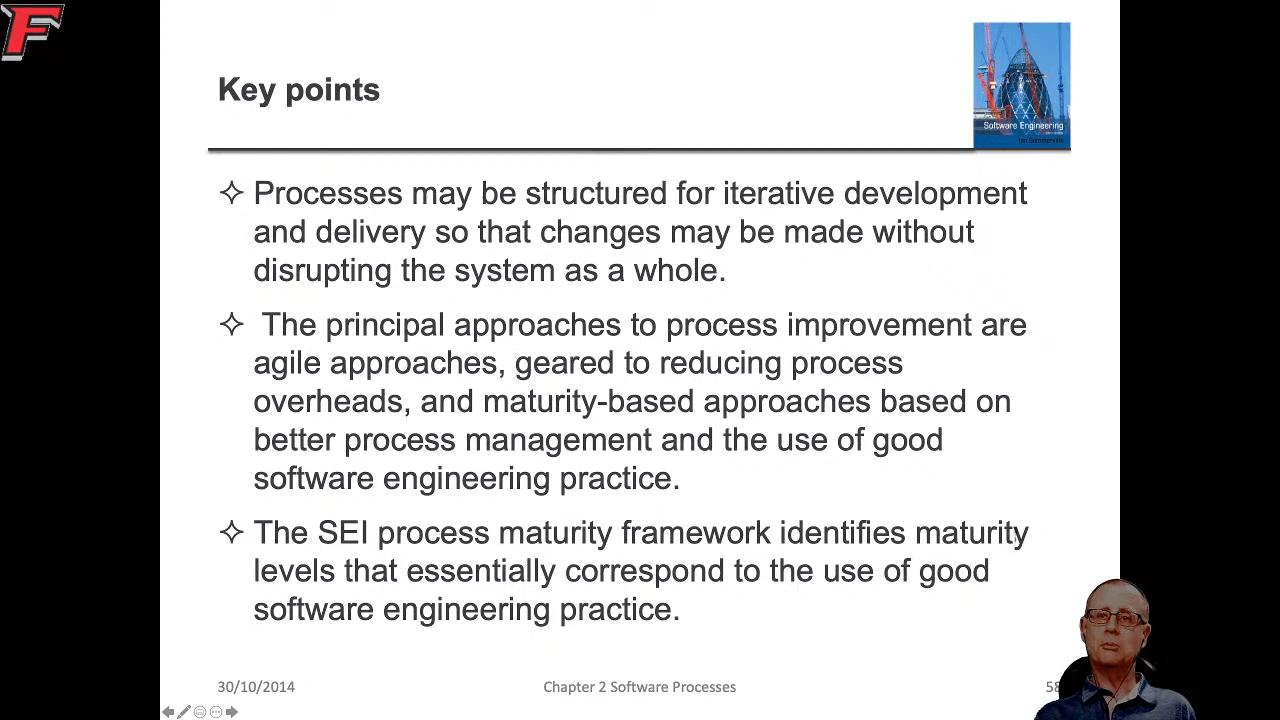 F
Key points
Software Engineering
Ian Sommerville
Processes may be structured for iterative development
and delivery so that changes may be made without
disrupting the system as a whole.
The principal approaches to process improvement are
agile approaches, geared to reducing process
overheads, and maturity-based approaches based on
better process management and the use of good
software engineering practice.
The SEI process maturity framework identifies maturity
levels that essentially correspond to the use of good
software engineering practice.
30/10/2014
Chapter 2 Software Processes
58